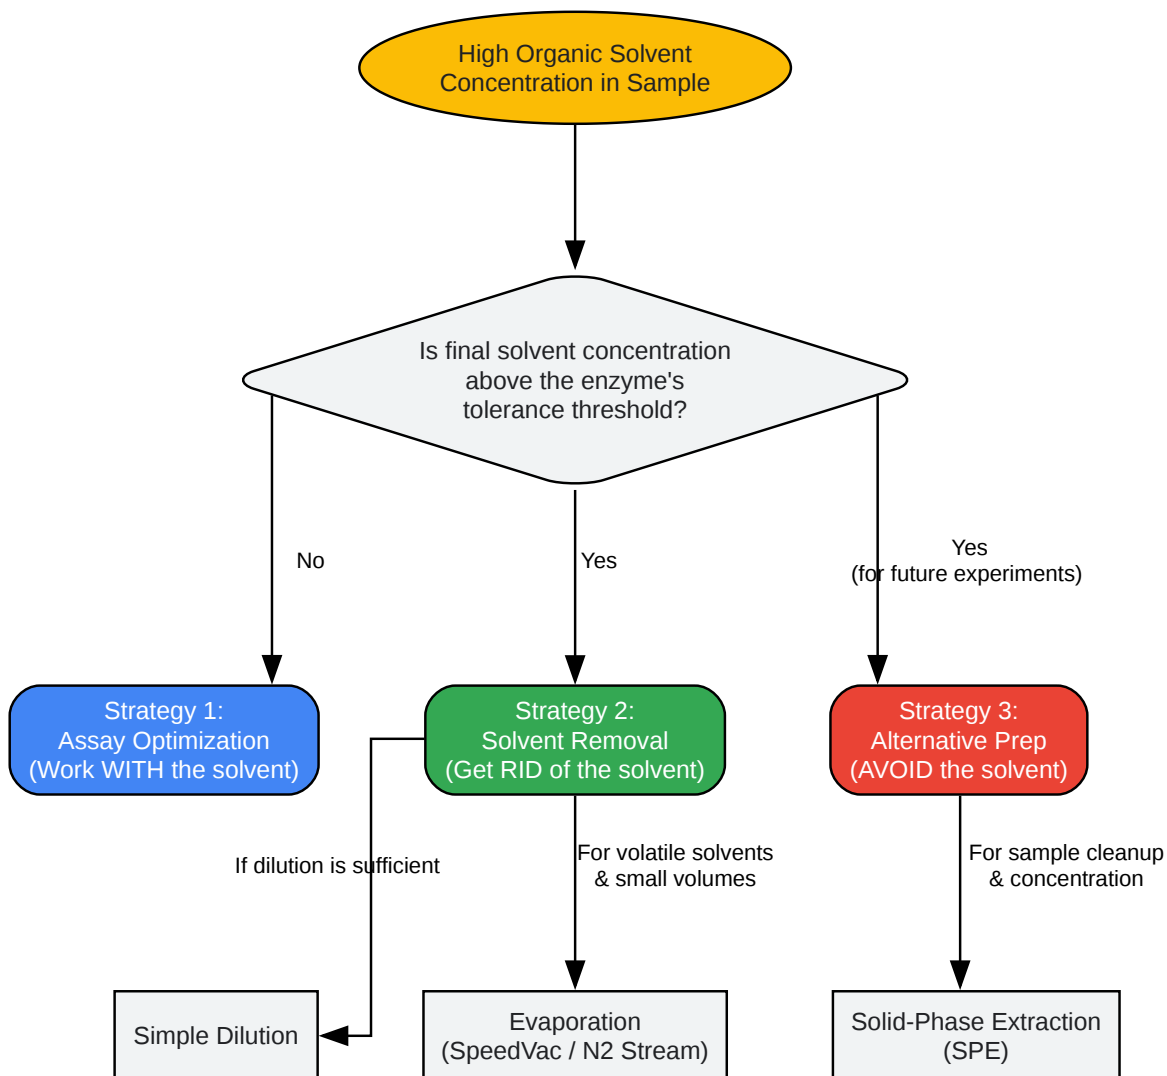 High Organic Solvent
Concentration in Sample
Is final solvent concentration
above the enzyme's
tolerance threshold?
No
Yes
Yes
(for future experiments)
Strategy 1:
Assay Optimization
(Work WITH the solvent)
Strategy 2:
Solvent Removal
(Get RID of the solvent)
Strategy 3:
Alternative Prep
(AVOID the solvent)
If dilution is sufficient
For volatile solvents
& small volumes
For sample cleanup
& concentration
Simple Dilution
Evaporation
(SpeedVac / N2 Stream)
Solid-Phase Extraction
(SPE)